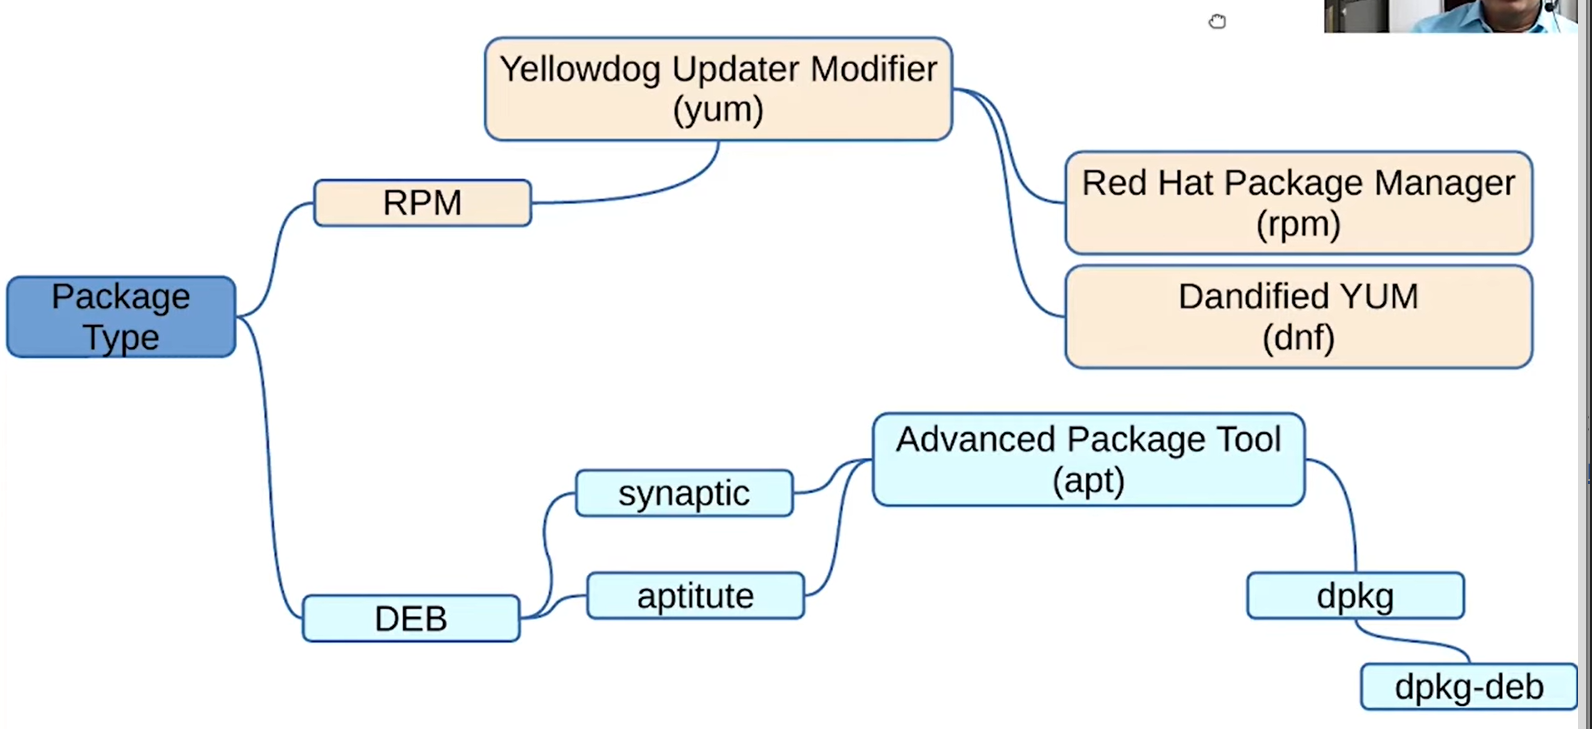 Yellowdog Updater Modifier
(yum)
Red Hat Package Manager
(rpm)
RPM
Package
Type
Dandified YUM
(dnf)
Advanced Package Tool
(apt)
synaptic
aptitute
dpkg
DEB
dpkg-deb